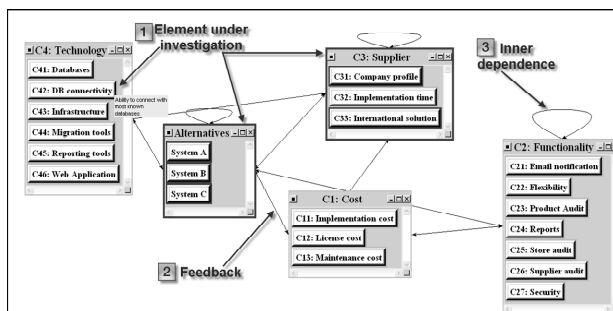 1 Element under
investigation
C4: Technology
C41: Databases
C42: DB connectivity
Ability to connect with
most known
databases
C43: Infrastructure
C44: Migration tools
C45: Reporting tools
C46: Web Application
Alternatives
System A
System B
System C
C3: Supplier
C31: Company profile
C32: Implementation time
C33: International solution
3 Inner
dependence
C2: Functionality
C21: Email notification
C22: Flexibility
C23: Product Audit
C24: Reports
C25: Store audit
C26: Supplier audit
C27: Security
C1: Cost
C11: Implementation cost
C12: License cost
C13: Maintenance cost
2 Feedback